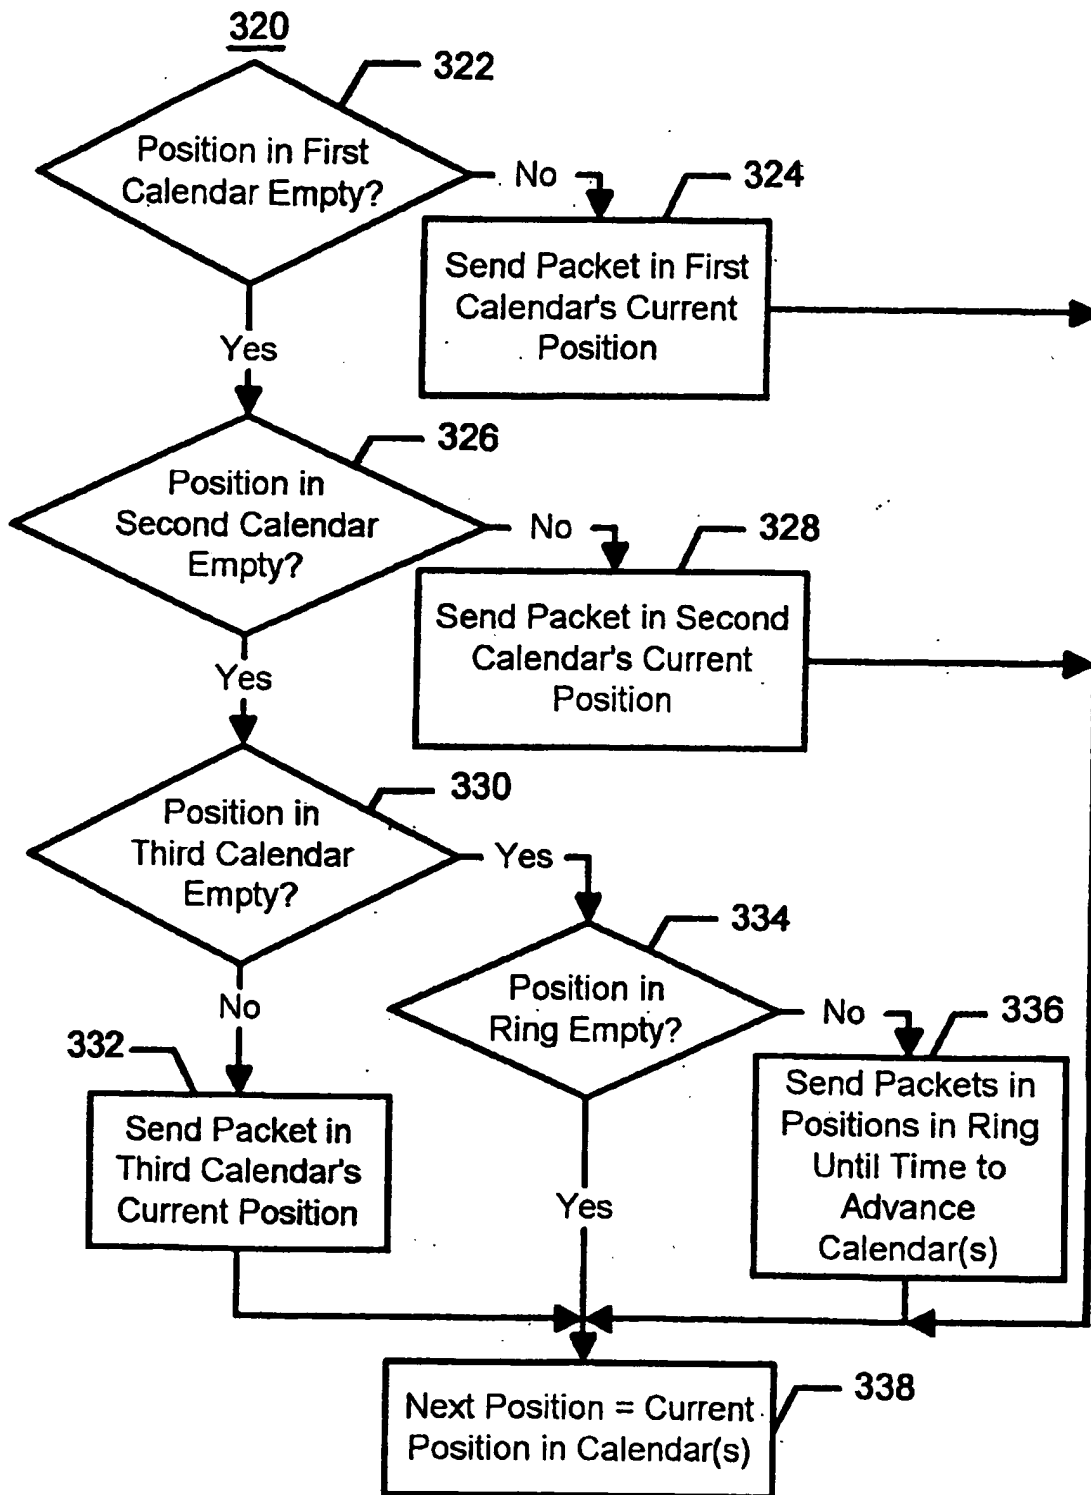 320
322
Position in First
Calendar Empty?
No
324
Send Packet in First
Calendar's Current
Position
Yes
326
Position in
Second Calendar
Empty?
No
328
Send Packet in Second
Calendar's Current
Position
Yes
330
Position in
Third Calendar
Empty?
Yes
334
Position in
Ring Empty?
No
336
Send Packets in
Positions in Ring
Until Time to
Advance
Calendar(s)
No
332
Send Packet in
Third Calendar's
Current Position
Yes
338
Next Position = Current
Position in Calendar(s)